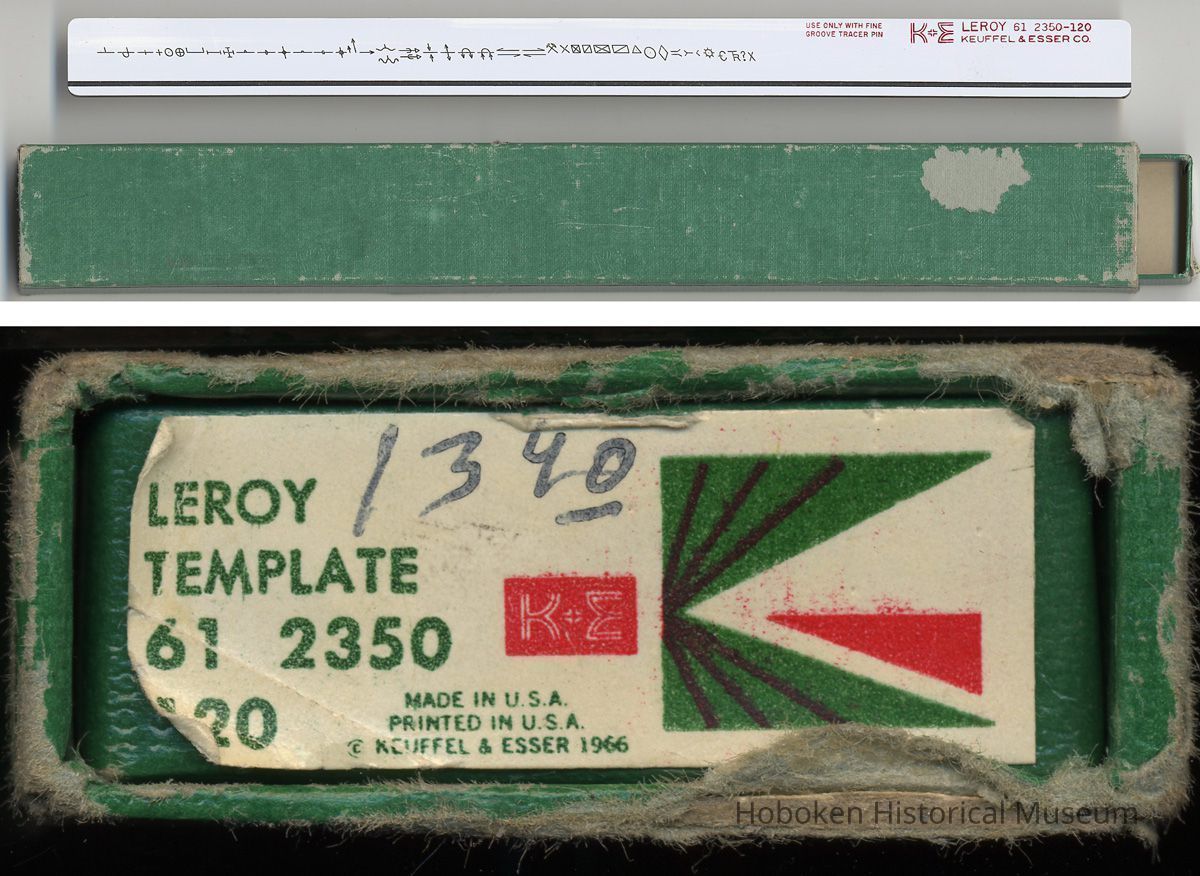 USE ONLY WITH FINE
GROOVE TRACER PIN
K+E
LEROY 61 2350-120
KEUFFEL & ESSER CO.
1340
LEROY
TEMPLATE
61 2350
120
K+E
MADE IN U.S.A.
PRINTED IN U.S.A.
© KEUFFEL & ESSER 1966
Hoboken Historical Museum